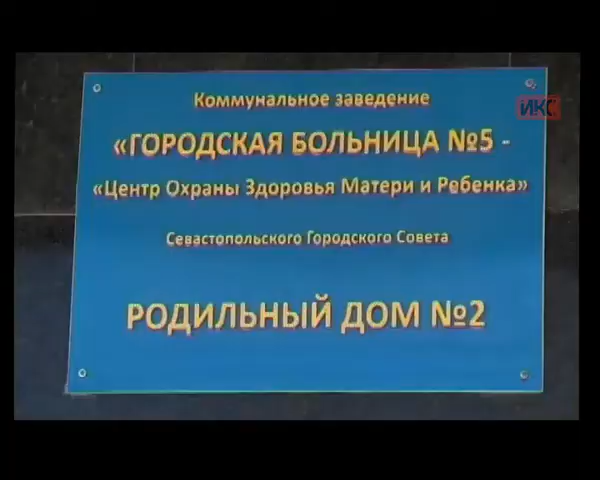 Коммунальное заведение
ИКС
«ГОРОДСКАЯ БОЛЬНИЦА №5 -
«Центр Охраны Здоровья Матери и Ребенка»
Севастопольского Городского Совета
РОДИЛЬНЫЙ ДОМ №2